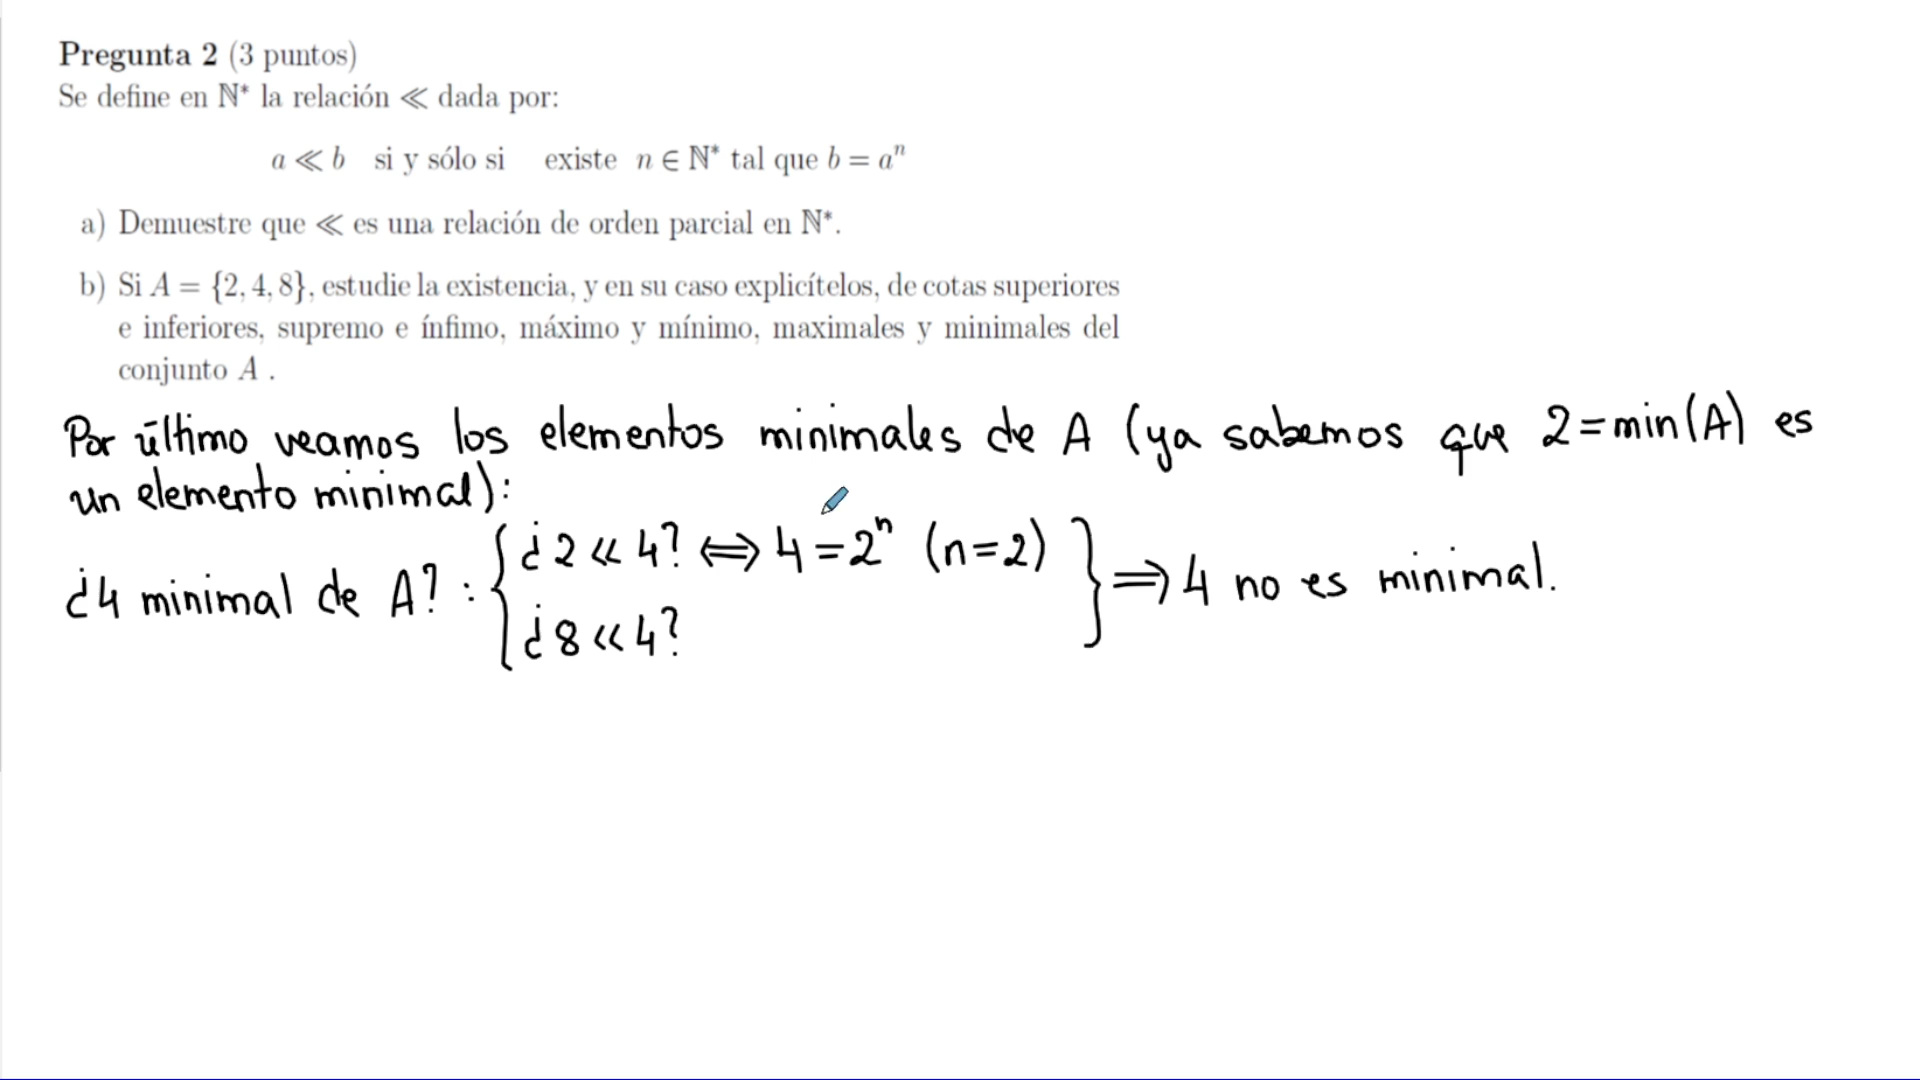 Pregunta 2 (3 puntos)
Se define en ℕ* la relación ≪ dada por:
a ≪ b si y sólo si existe n ∈ ℕ* tal que b = aⁿ
a) Demuestre que ≪ es una relación de orden parcial en ℕ*.
b) Si A = {2, 4, 8}, estudie la existencia, y en su caso explicítelos, de cotas superiores
e inferiores, supremo e ínfimo, máximo y mínimo, maximales y minimales del
conjunto A .
Por último veamos los elementos minimales de A (ya sabemos que 2=min(A) es
un elemento minimal):
¿4 minimal de A? : { ¿2 ≪ 4? ⟺ 4=2ⁿ (n=2) } ⟹ 4 no es minimal.
¿8 ≪ 4?